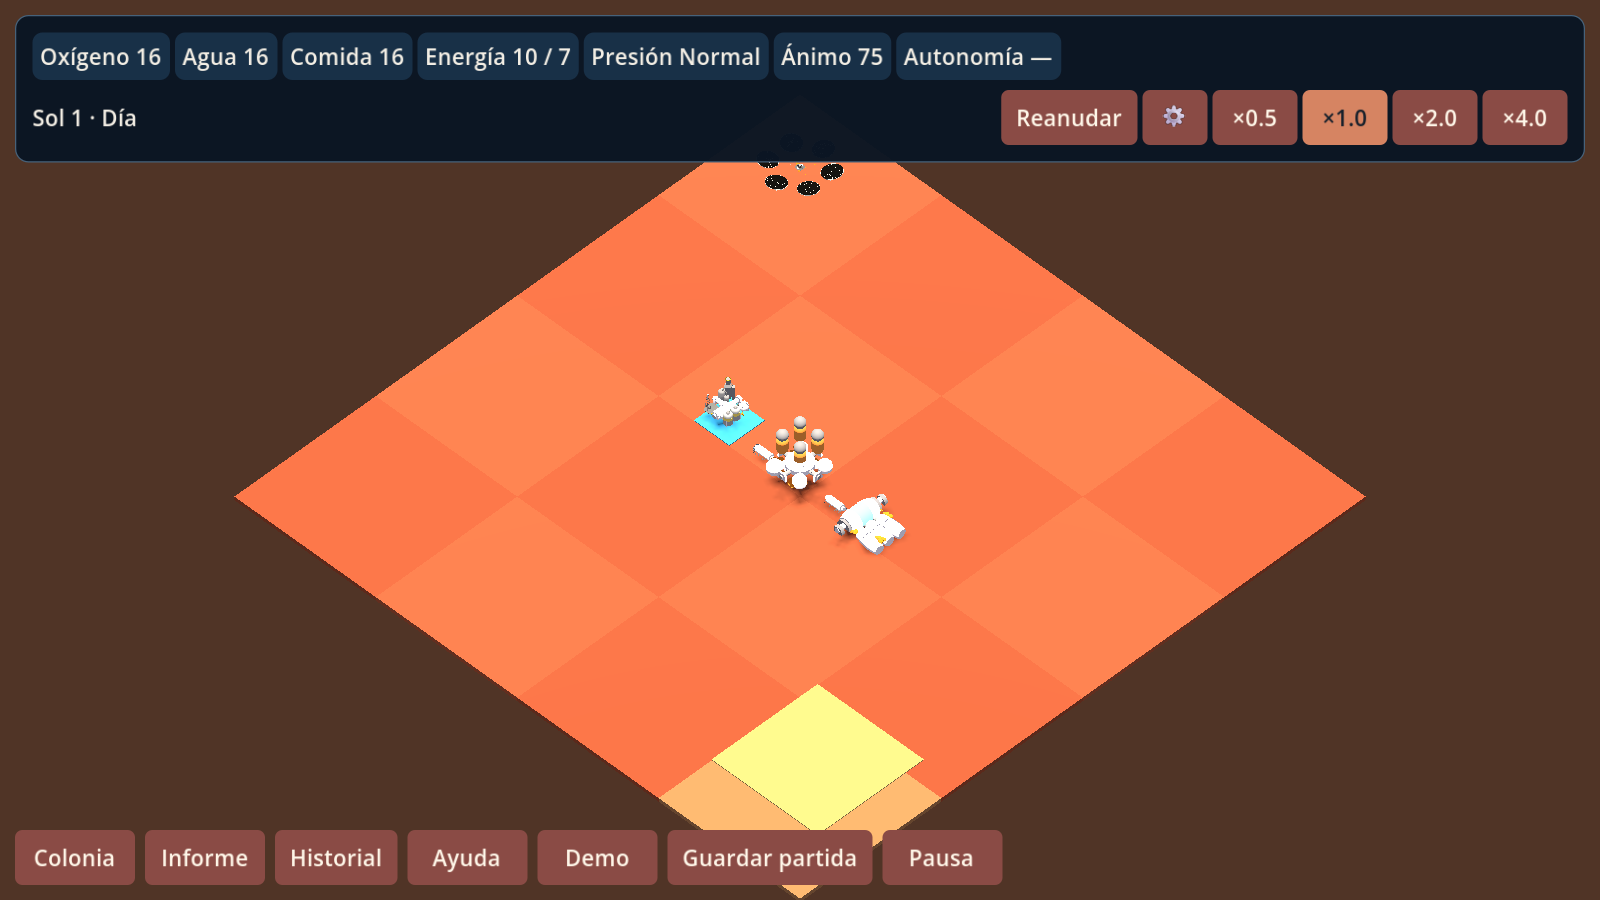 Oxígeno 16 Agua 16 Comida 16 Energía 10 / 7 Presión Normal Ánimo 75 Autonomía —
Sol 1 · Día Reanudar ×0.5 ×1.0 ×2.0 ×4.0
Colonia Informe Historial Ayuda Demo Guardar partida Pausa